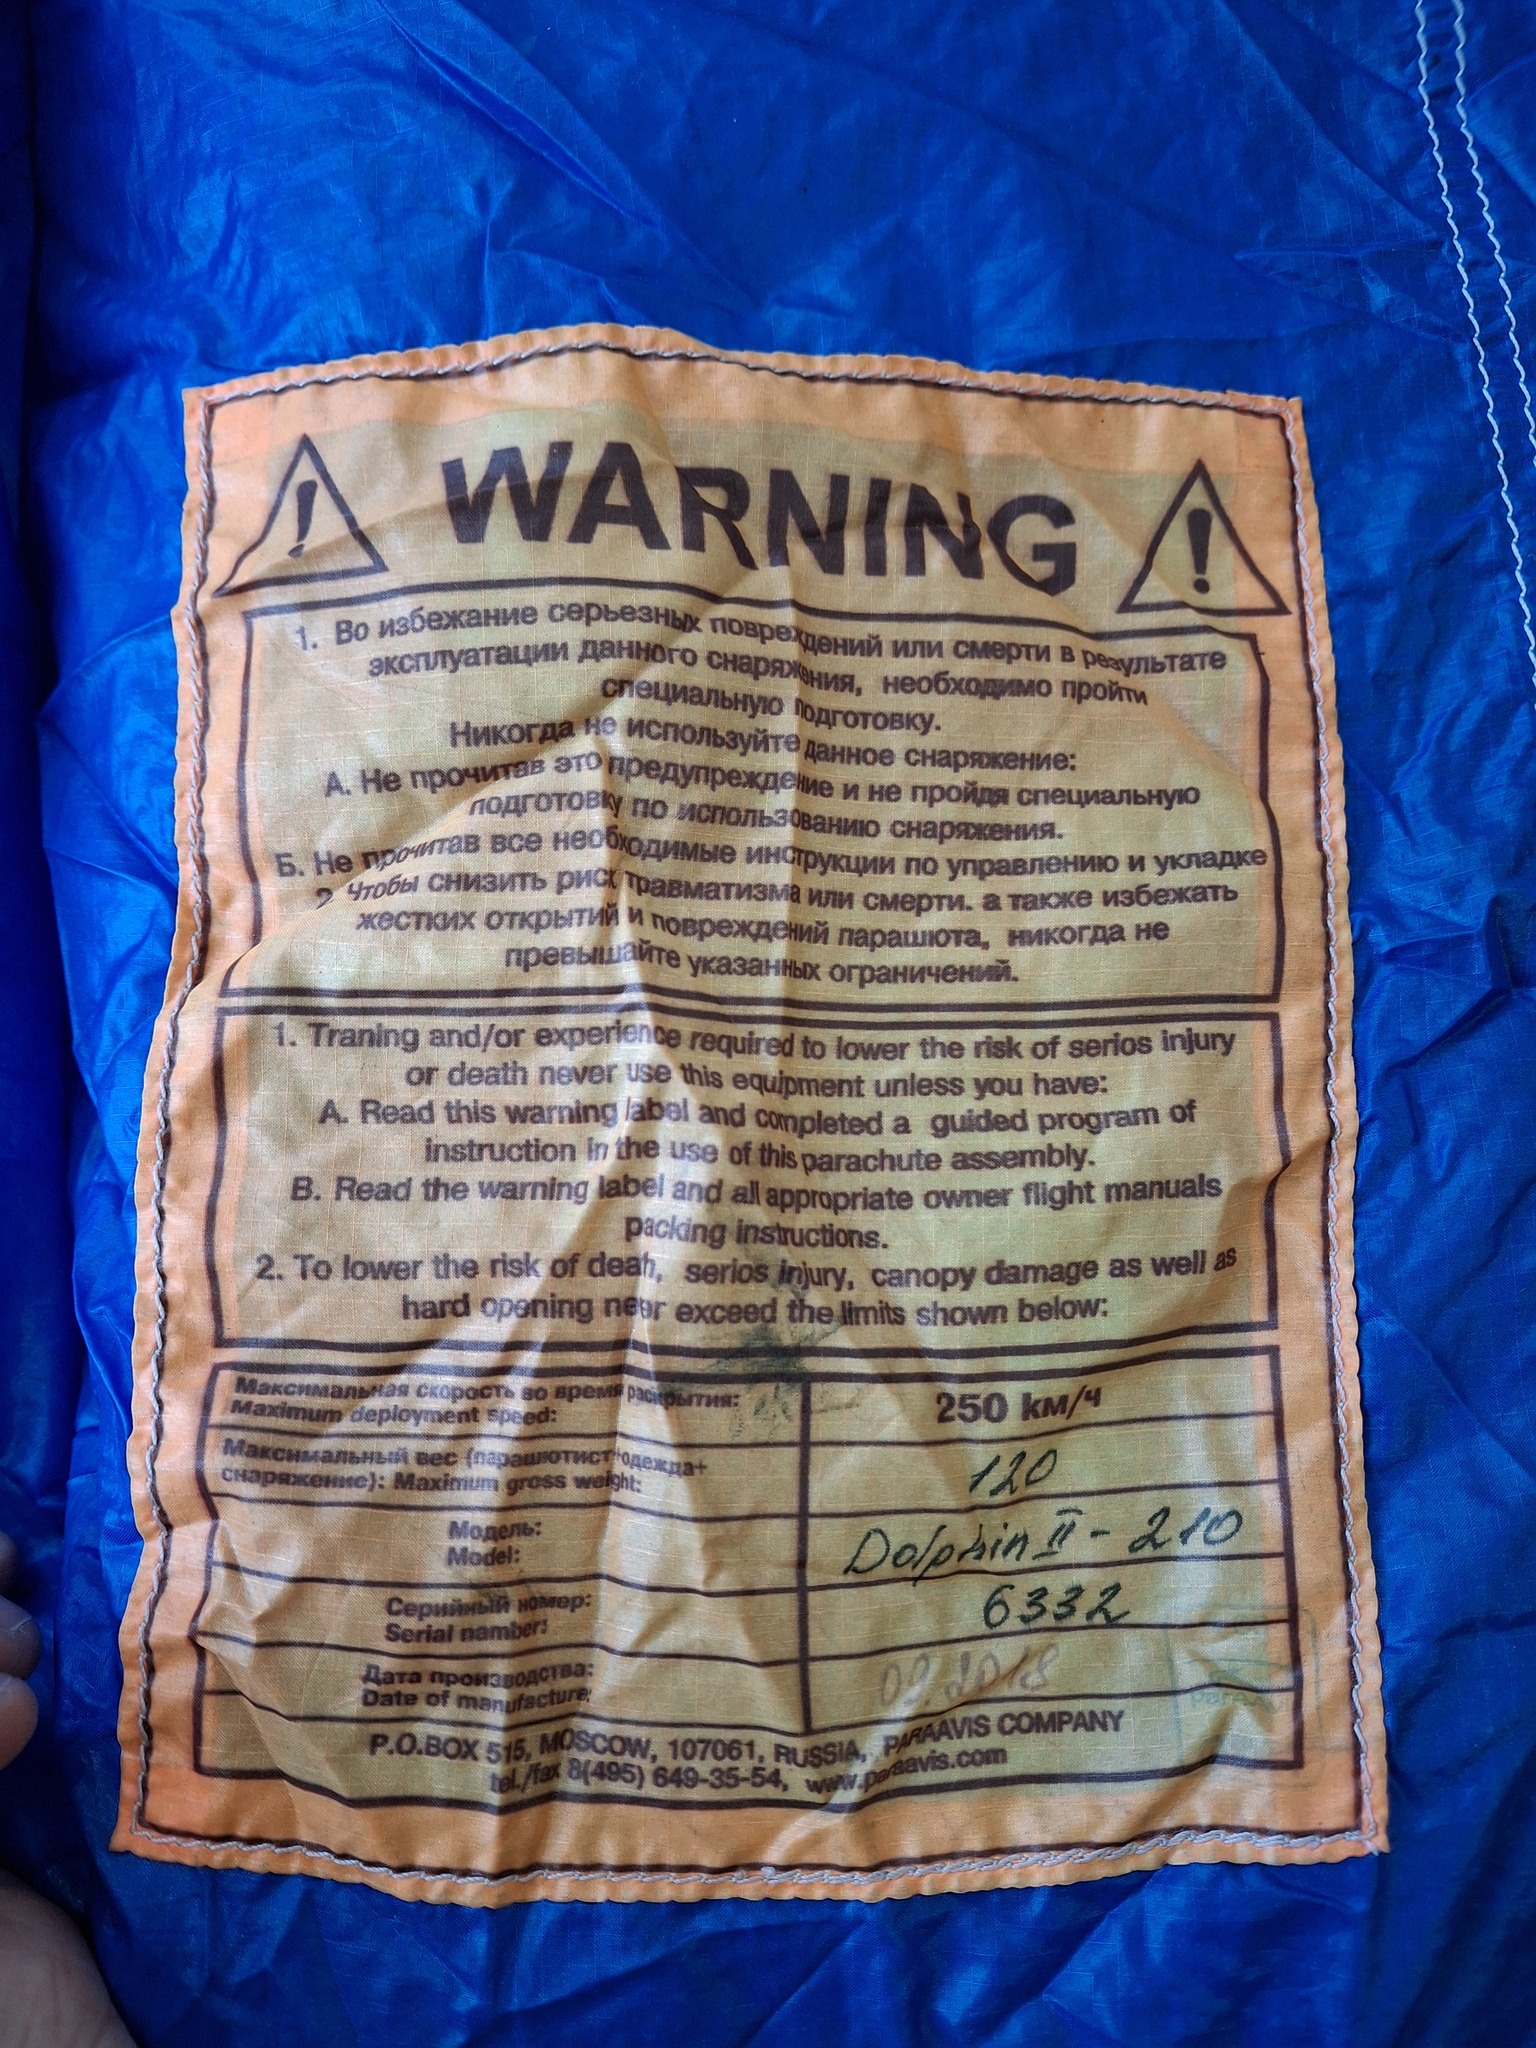 WARNING
1. Во избежание серьезных повреждений или смерти в результате
эксплуатации данного снаряжения, необходимо пройти
специальную подготовку.
Никогда не используйте данное снаряжение:
А. Не прочитав это предупреждение и не пройдя специальную
подготовку по использованию снаряжения.
Б. Не прочитав все необходимые инструкции по управлению и укладке
2 Чтобы снизить риск травматизма или смерти. а также избежать
жестких открытий и повреждений парашюта, никогда не
превышайте указанных ограничений.
1. Traning and/or experience required to lower the risk of serios injury
or death never use this equipment unless you have:
A. Read this warning label and completed a guided program of
instruction in the use of this parachute assembly.
B. Read the warning label and all appropriate owner flight manuals
packing instructions.
2. To lower the risk of deah, serios injury, canopy damage as well as
hard opening never exceed the limits shown below:
Максимальная скорость во время раскрытия:
Maximum deployment speed:
250 км/ч
Максимальный вес (парашютист+одежда+
снаряжение): Maximum gross weight:
120
Модель:
Model:
Dolphin II - 210
Серийный номер:
Serial namber:
6332
Дата производства:
Date of manufacture:
09.2018
P.O.BOX 515, MOSCOW, 107061, RUSSIA, PARAAVIS COMPANY
tel./fax 8(495) 649-35-54, www.paraavis.com